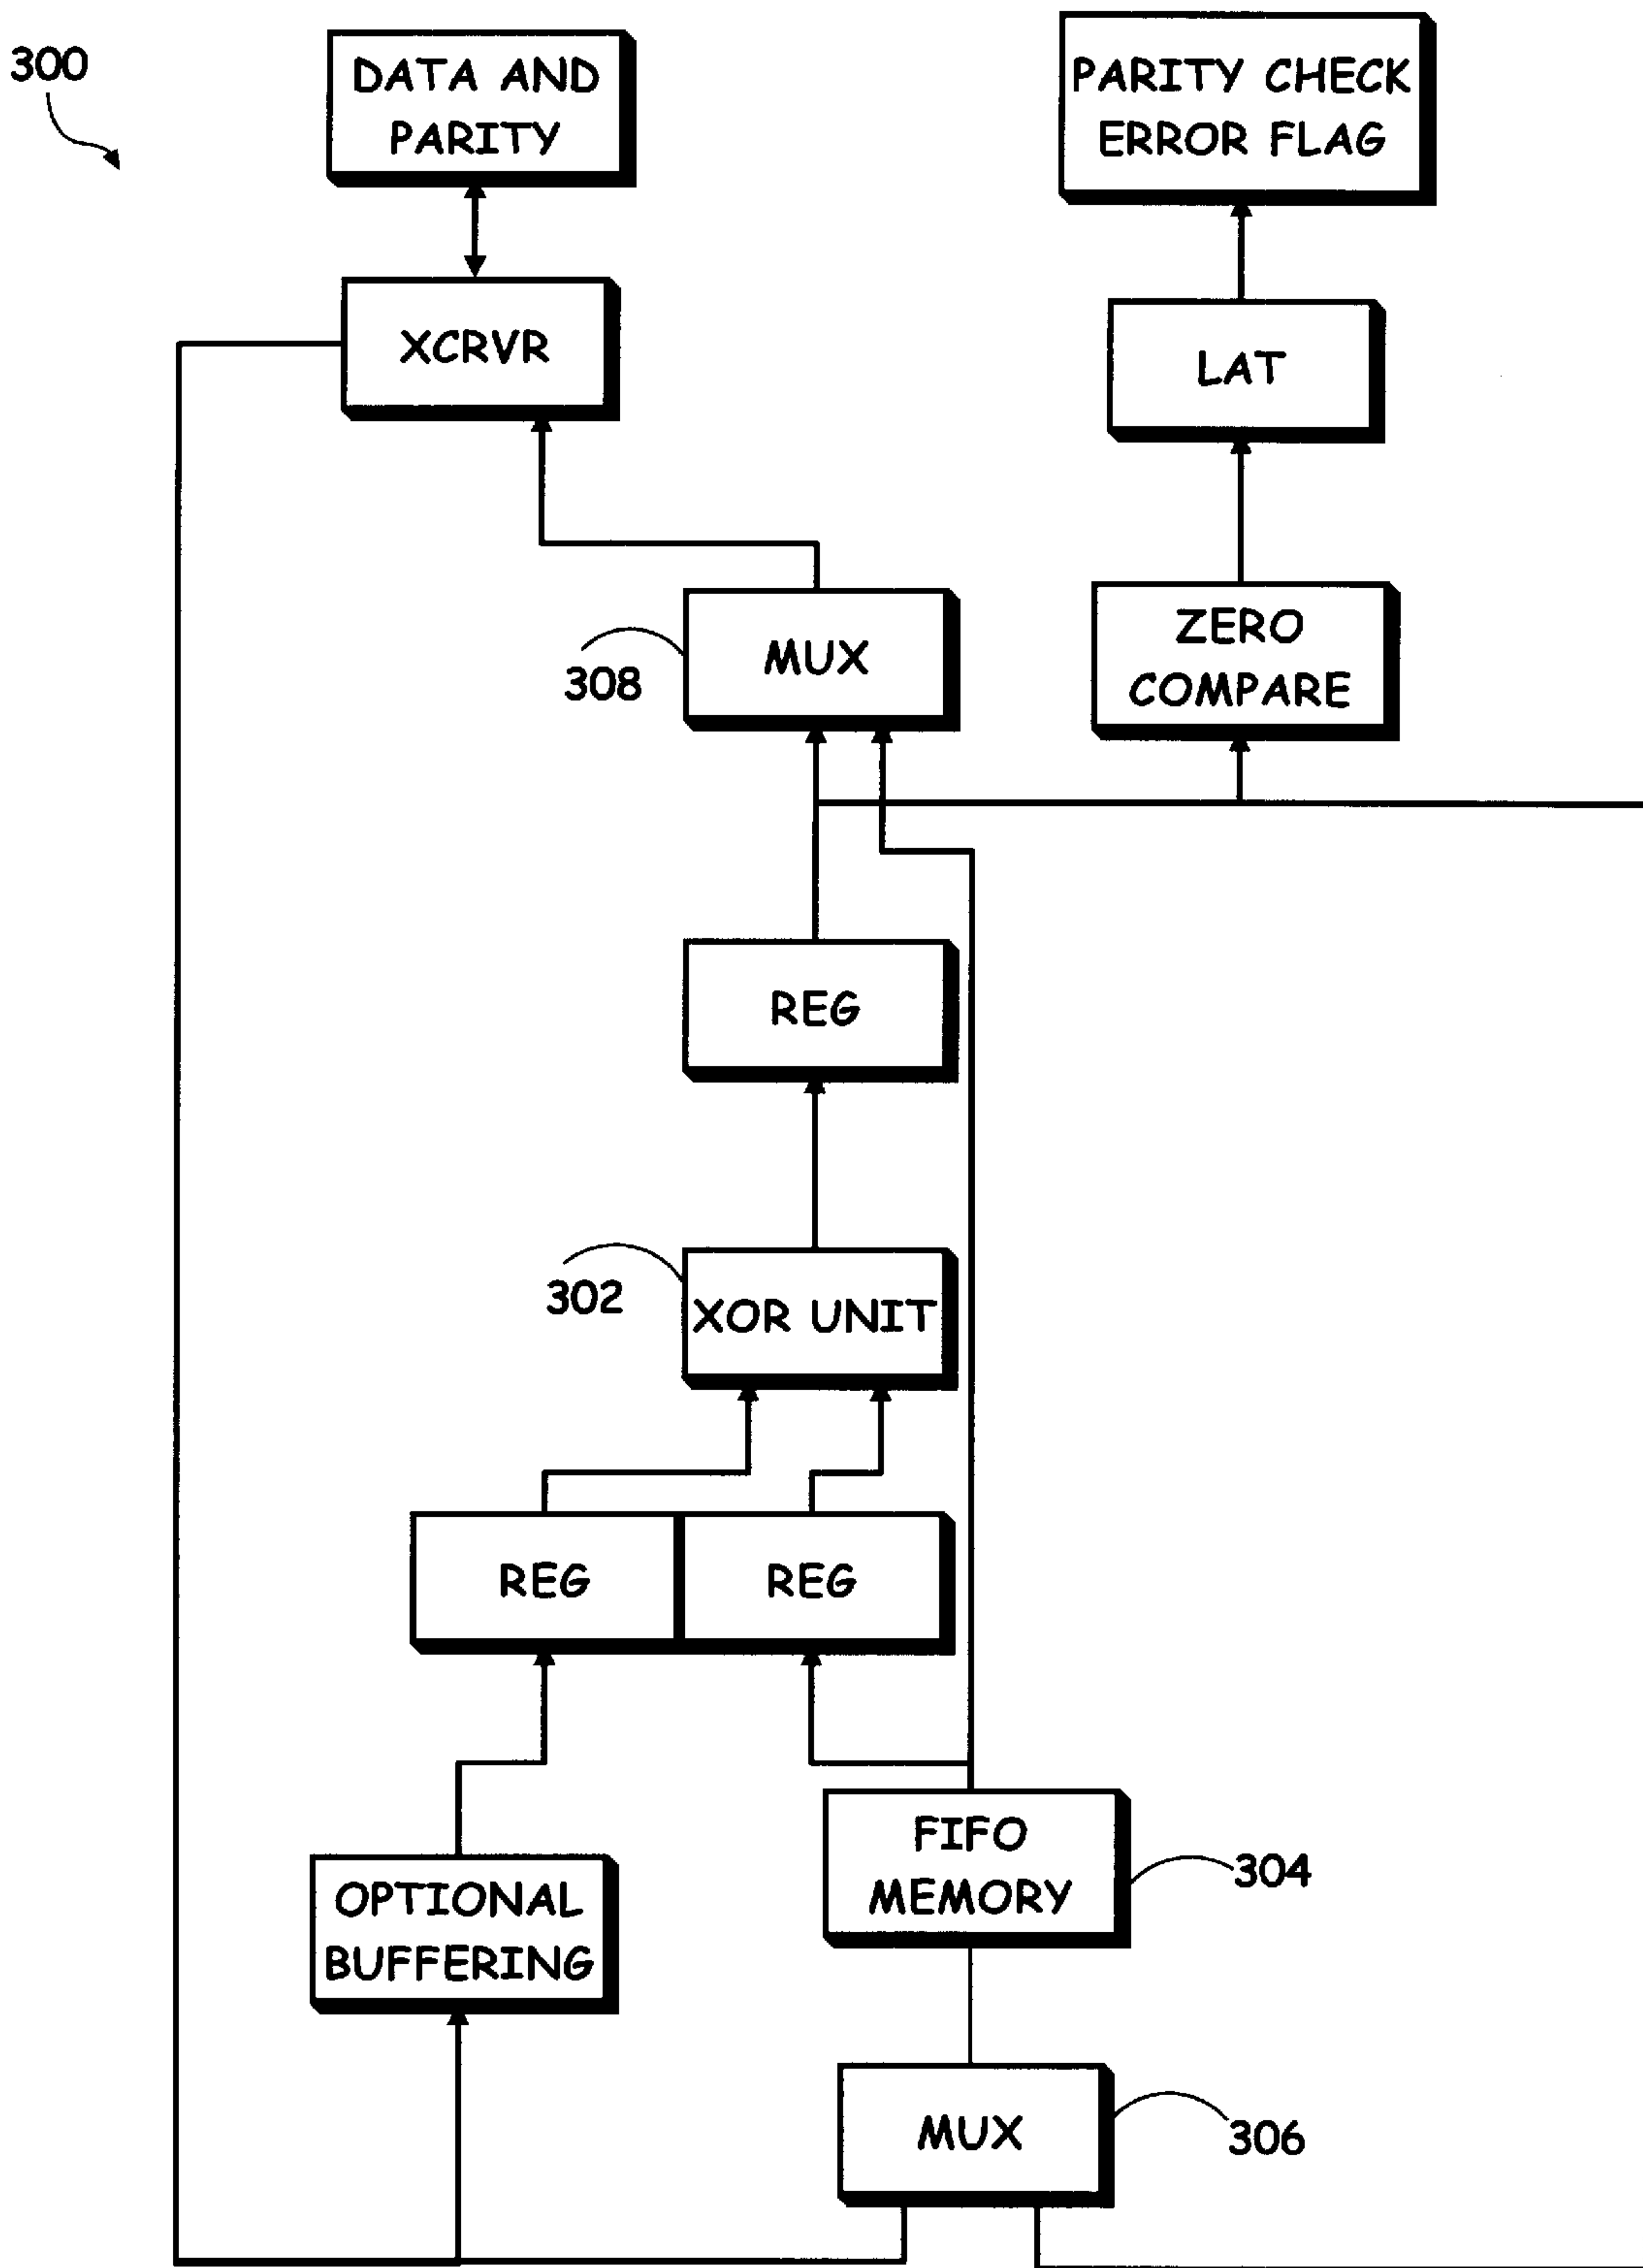 300
DATA AND
PARITY
PARITY CHECK
ERROR FLAG
XCRVR
LAT
308
MUX
ZERO
COMPARE
REG
302
XOR UNIT
REG
REG
FIFO
MEMORY
304
OPTIONAL
BUFFERING
MUX
306